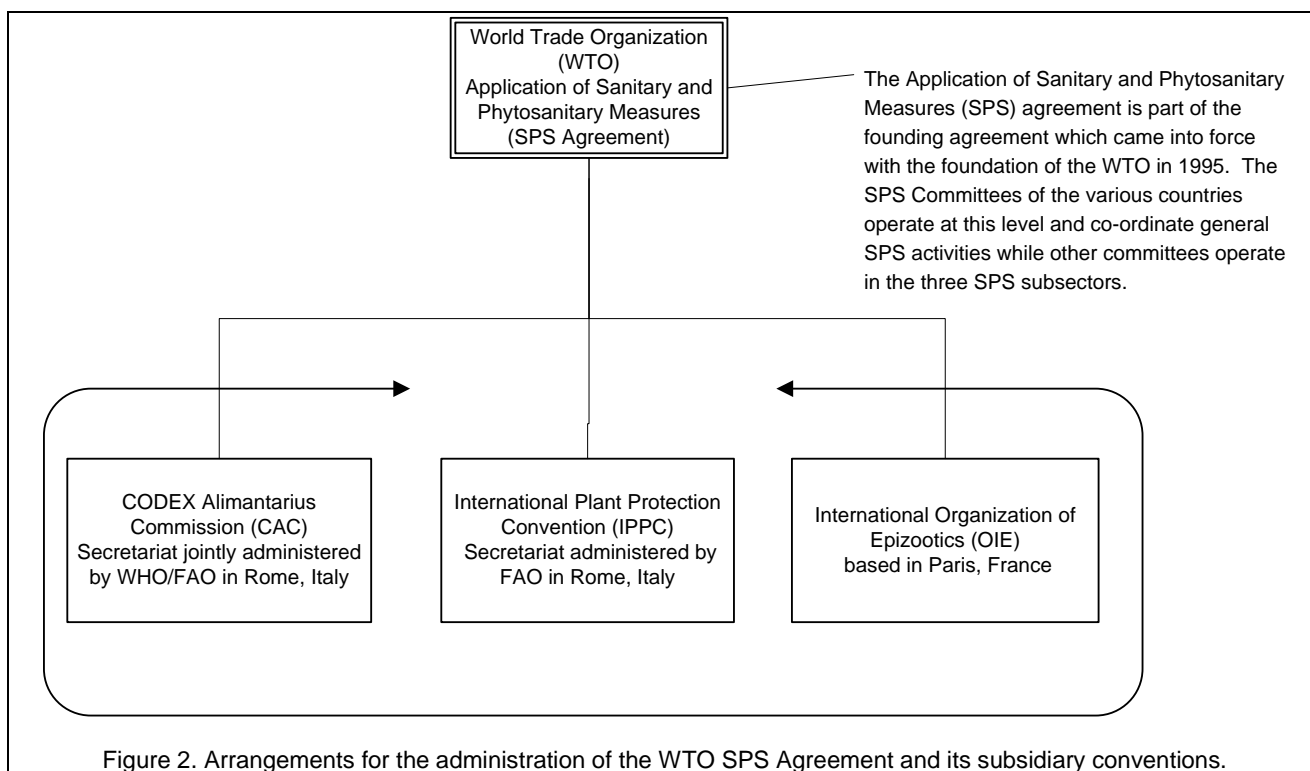 World Trade Organization
(WTO)
Application of Sanitary and
Phytosanitary Measures
(SPS Agreement)
The Application of Sanitary and Phytosanitary
Measures (SPS) agreement is part of the
founding agreement which came into force
with the foundation of the WTO in 1995.  The
SPS Committees of the various countries
operate at this level and co-ordinate general
SPS activities while other committees operate
in the three SPS subsectors.
CODEX Alimantarius
Commission (CAC)
Secretariat jointly administered
by WHO/FAO in Rome, Italy
International Plant Protection
Convention (IPPC)
Secretariat administered by
FAO in Rome, Italy
International Organization of
Epizootics (OIE)
based in Paris, France
Figure 2. Arrangements for the administration of the WTO SPS Agreement and its subsidiary conventions.